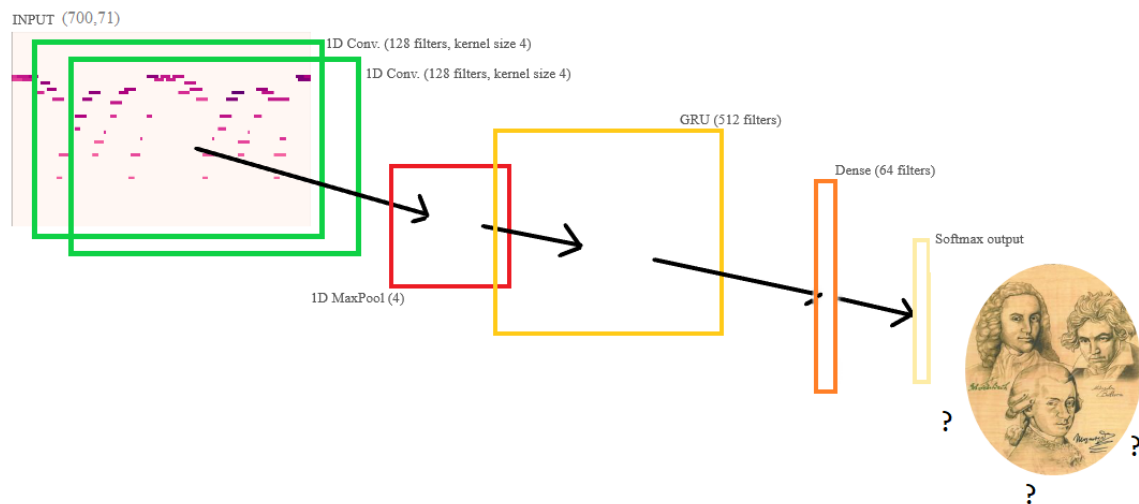 INPUT (700,71)
1D Conv. (128 filters, kernel size 4)
1D Conv. (128 filters, kernel size 4)
GRU (512 filters)
Dense (64 filters)
Softmax output
1D MaxPool (4)
?
?
?